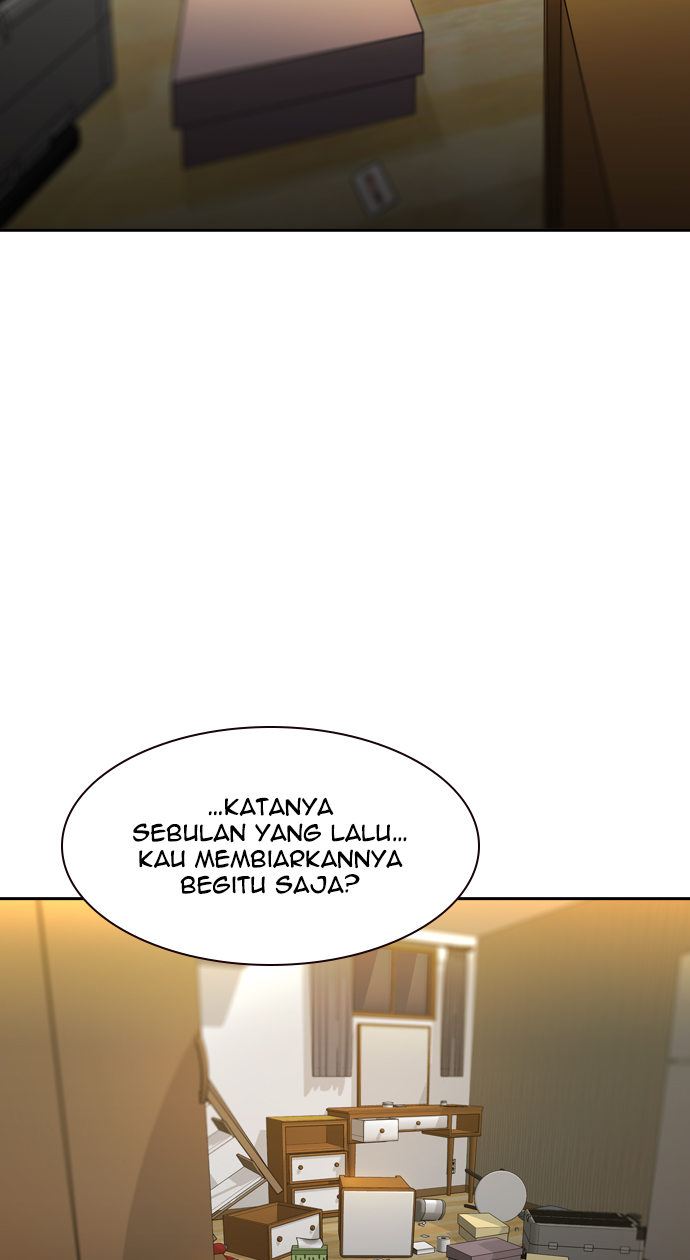 ...KATANYA
SEBULAN YANG LALU...
KAU MEMBIARKANNYA
BEGITU SAJA?